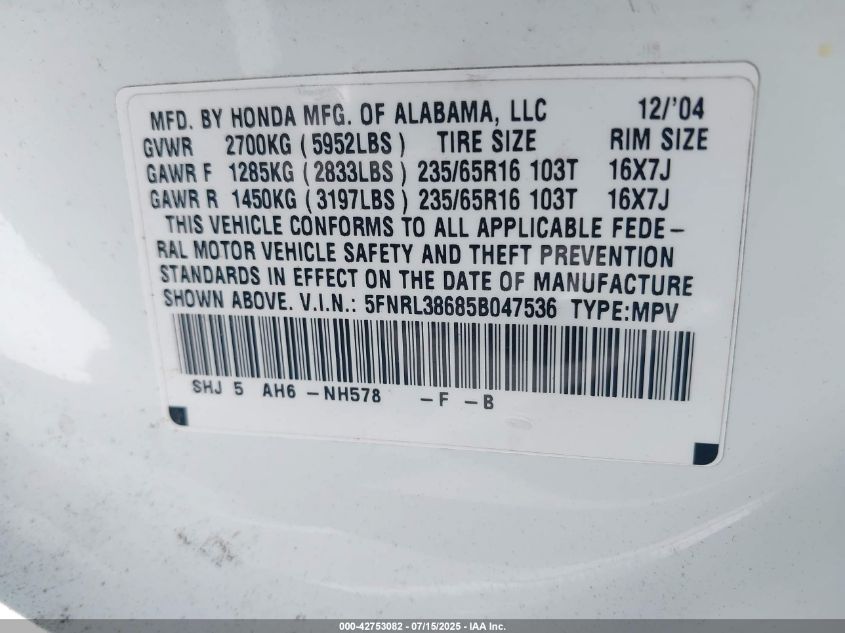 MFD. BY HONDA MFG. OF ALABAMA, LLC 12/'04
GVWR 2700KG (5952LBS) TIRE SIZE RIM SIZE
GAWR F 1285KG (2833LBS) 235/65R16 103T 16X7J
GAWR R 1450KG (3197LBS) 235/65R16 103T 16X7J
THIS VEHICLE CONFORMS TO ALL APPLICABLE FEDE-
RAL MOTOR VEHICLE SAFETY AND THEFT PREVENTION
STANDARDS IN EFFECT ON THE DATE OF MANUFACTURE
SHOWN ABOVE. V.I.N.: 5FNRL38685B047536 TYPE:MPV
SHJ 5 AH6 -NH578 -F -B
000-42753082 - 07/15/2025 - IAA Inc.